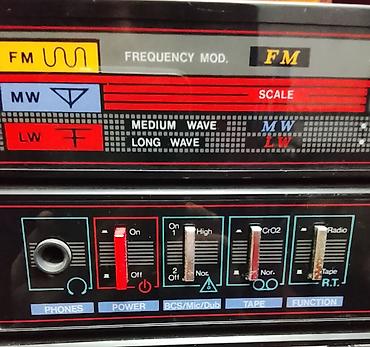 FM FREQUENCY MOD. FM
MW SCALE
MEDIUM WAVE MW
LW LONG WAVE LW
On On High CrO2 Radio
1
2
Off Off Nor. Nor. Tape
R.T.
PHONES POWER BCS/Mic/Dub TAPE FUNCTION